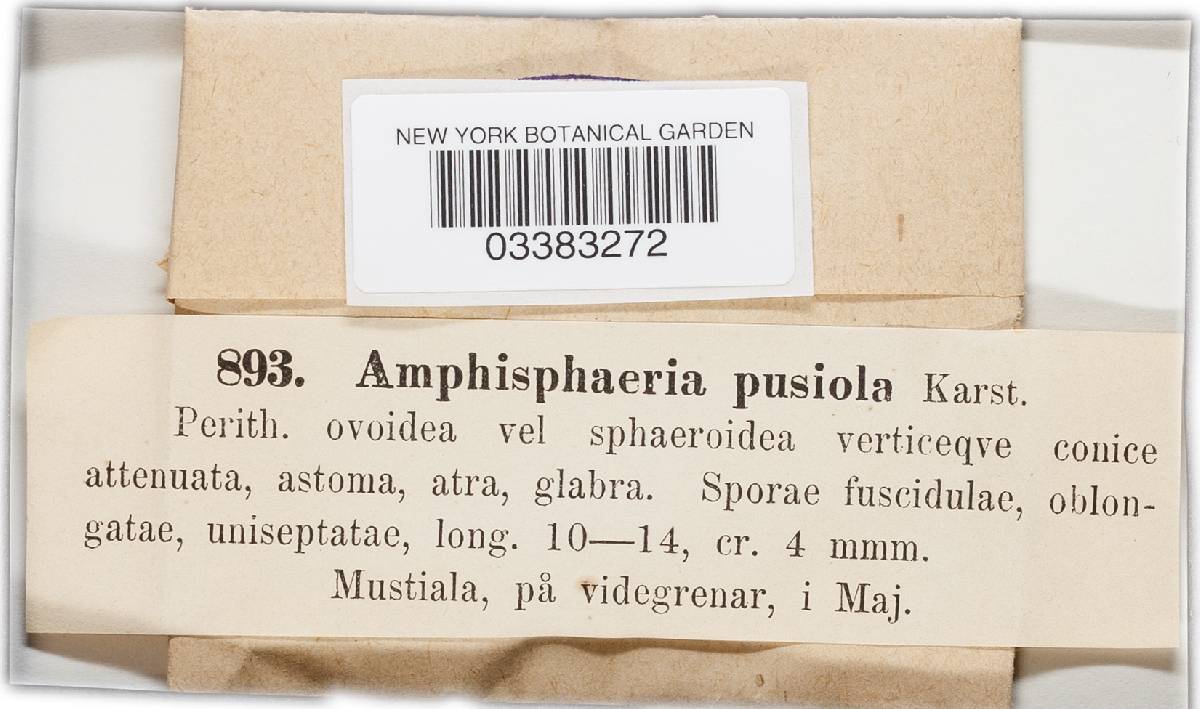 NEW YORK BOTANICAL GARDEN
03383272
893. Amphisphaeria pusiola Karst.
Perith. ovoidea vel sphaeroidea verticeqve conice
attenuata, astoma, atra, glabra. Sporae fuscidulae, oblon-
gatae, uniseptatae, long. 10—14, cr. 4 mmm.
Mustiala, på videgrenar, i Maj.